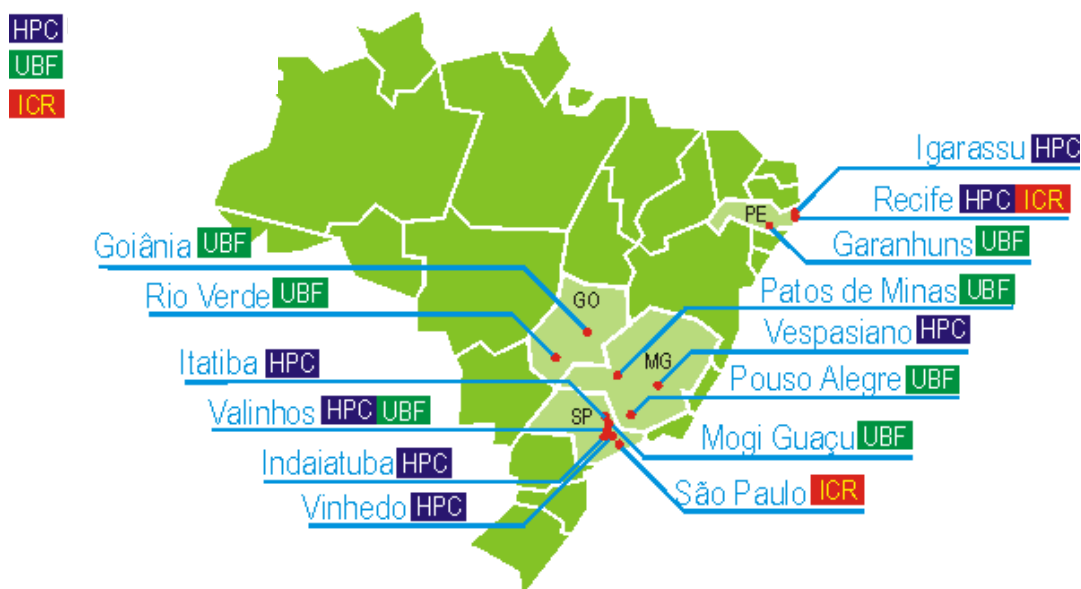 HPC
UBF
ICR
Igarassu HPC
Recife HPC ICR
PE
Garanhuns UBF
Goiânia UBF
Rio Verde UBF
GO
Patos de Minas UBF
Vespasiano HPC
Itatiba HPC
MG
Pouso Alegre UBF
Valinhos HPC UBF
SP
Mogi Guaçu UBF
Indaiatuba HPC
São Paulo ICR
Vinhedo HPC